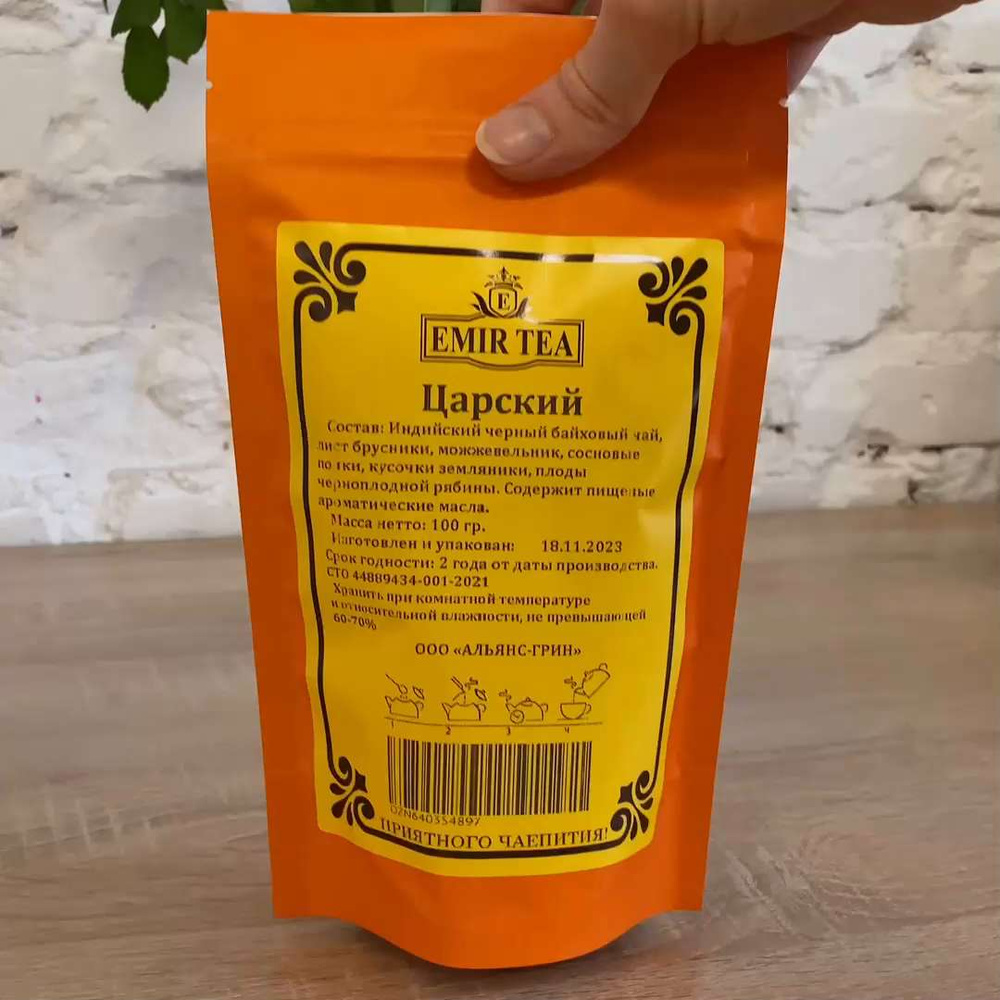 E
EMIR TEA
Царский
Состав: Индийский черный байховый чай,
лист брусники, можжевельник, сосновые
почки, кусочки земляники, плоды
черноплодной рябины. Содержит пищевые
ароматические масла.
Масса нетто: 100 гр.
Изготовлен и упакован: 18.11.2023
Срок годности: 2 года от даты производства.
СТО 44889434-001-2021
Хранить при комнатной температуре
и относительной влажности, не превышающей
60-70%
ООО «АЛЬЯНС-ГРИН»
1 2 3 4
OZN640354897
ПРИЯТНОГО ЧАЕПИТИЯ!